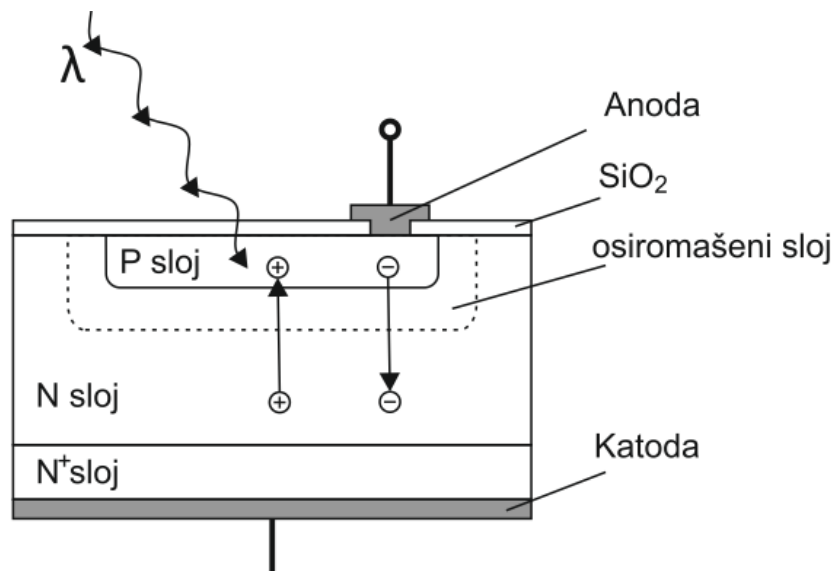 λ
Anoda
SiO₂
P sloj
osiromašeni sloj
N sloj
Katoda
N⁺sloj